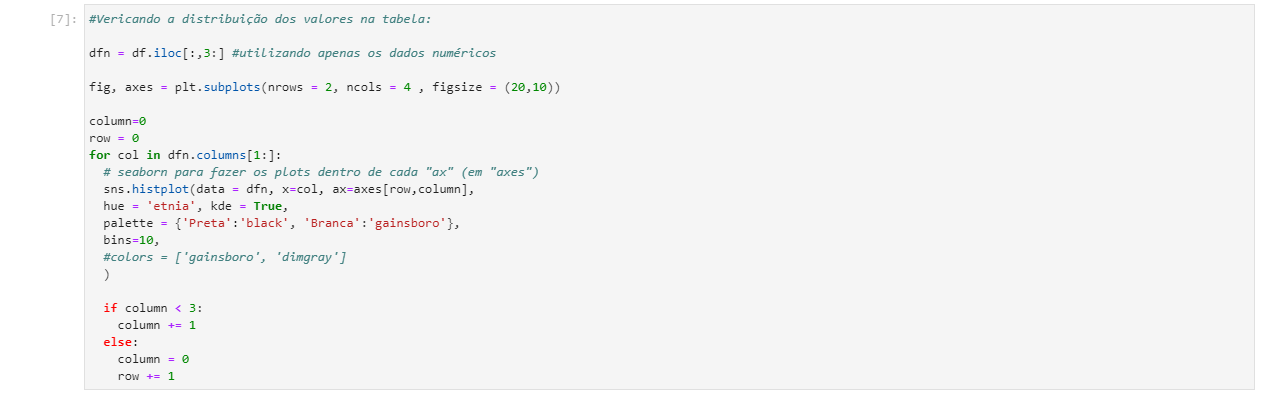 [7]: #Vericando a distribuição dos valores na tabela:
dfn = df.iloc[:,3:] #utilizando apenas os dados numéricos
fig, axes = plt.subplots(nrows = 2, ncols = 4 , figsize = (20,10))
column=0
row = 0
for col in dfn.columns[1:]:
  # seaborn para fazer os plots dentro de cada "ax" (em "axes")
  sns.histplot(data = dfn, x=col, ax=axes[row,column],
  hue = 'etnia', kde = True,
  palette = {'Preta':'black', 'Branca':'gainsboro'},
  bins=10,
  #colors = ['gainsboro', 'dimgray']
  )
  if column < 3:
    column += 1
  else:
    column = 0
    row += 1